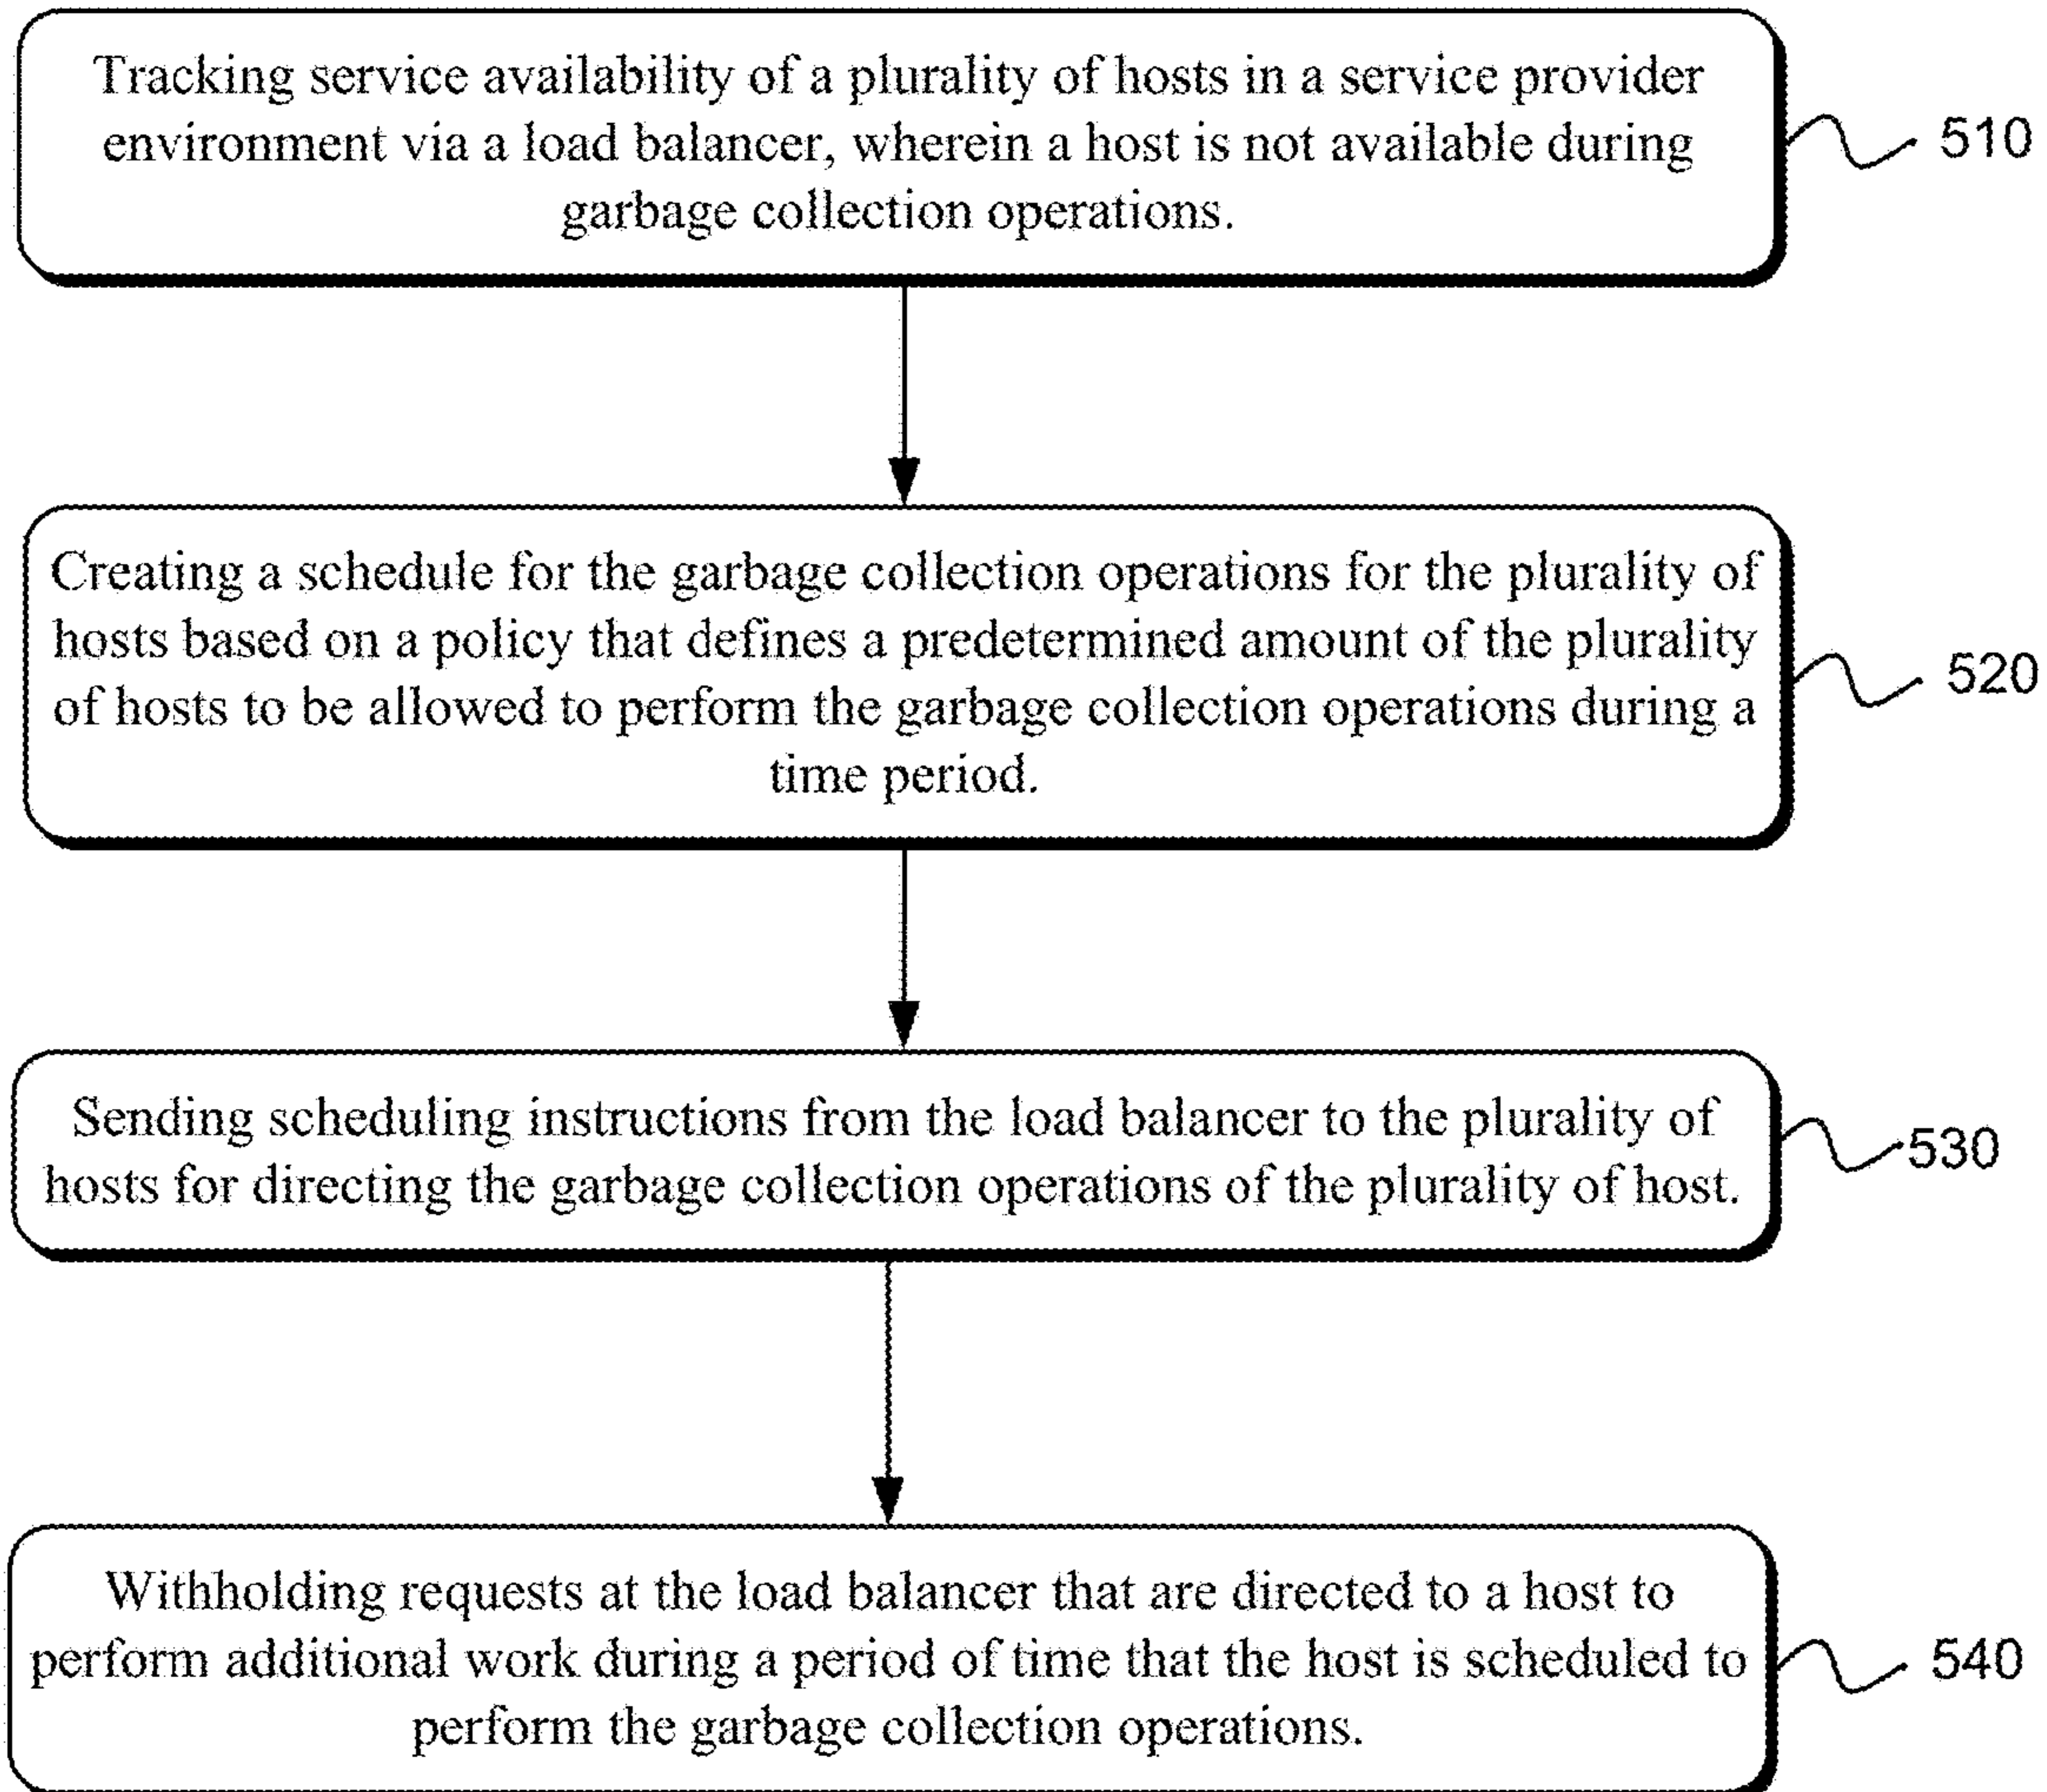 Tracking service availability of a plurality of hosts in a service provider
environment via a load balancer, wherein a host is not available during
garbage collection operations.
510
Creating a schedule for the garbage collection operations for the plurality of
hosts based on a policy that defines a predetermined amount of the plurality
of hosts to be allowed to perform the garbage collection operations during a
time period.
520
Sending scheduling instructions from the load balancer to the plurality of
hosts for directing the garbage collection operations of the plurality of host.
530
Withholding requests at the load balancer that are directed to a host to
perform additional work during a period of time that the host is scheduled to
perform the garbage collection operations.
540